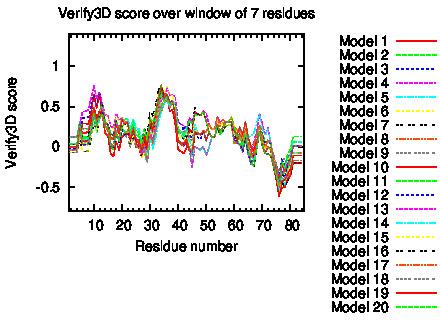 Verify3D score over window of 7 residues
Verify3D score
1
0.5
0
-0.5
10 20 30 40 50 60 70 80
Residue number
Model 1
Model 2
Model 3
Model 4
Model 5
Model 6
Model 7
Model 8
Model 9
Model 10
Model 11
Model 12
Model 13
Model 14
Model 15
Model 16
Model 17
Model 18
Model 19
Model 20